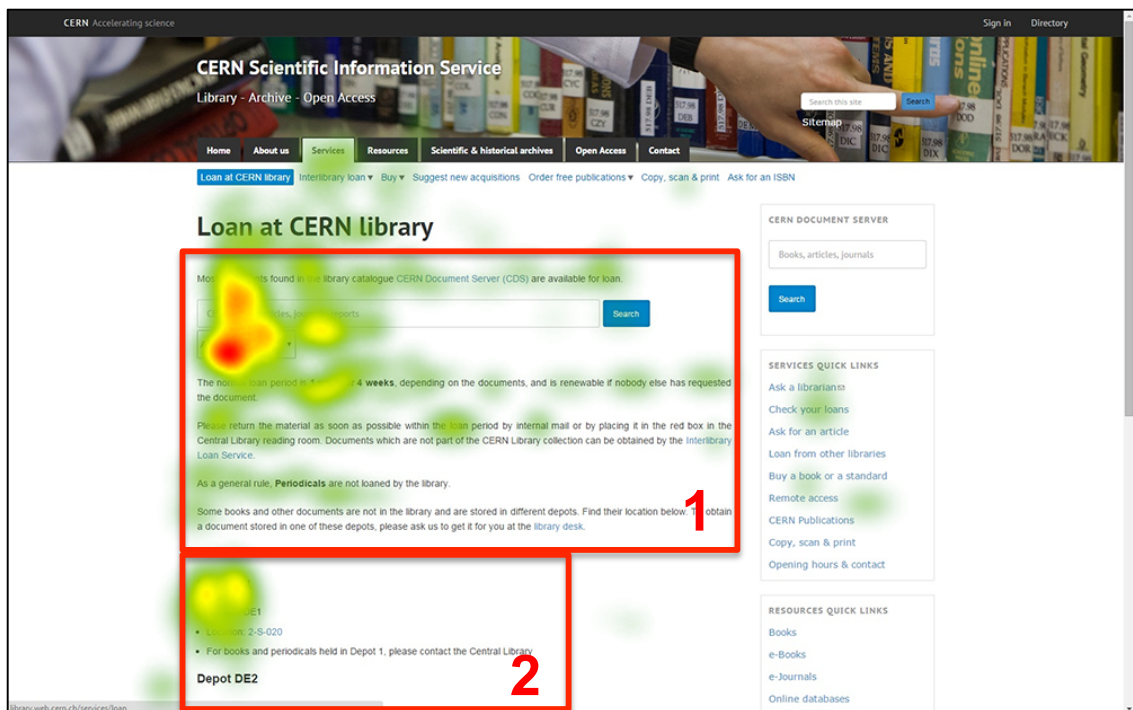 CERN Accelerating science
Sign in Directory
CERN Scientific Information Service
Library - Archive - Open Access
Search this site Search
Sitemap
Home About us Services Resources Scientific & historical archives Open Access Contact
Loan at CERN library Interlibrary loan Buy Suggest new acquisitions Order free publications Copy, scan & print Ask for an ISBN
Loan at CERN library
found in the library catalogue CERN Document Server (CDS) are available for loan.
Search
The loan period is 4 weeks, depending on the documents, and is renewable if nobody else has requested
the document.
Please return the material as soon as possible within the loan period by internal mail or by placing it in the red box in the
Central Library reading room. Documents which are not part of the CERN Library collection can be obtained by the Interlibrary
Loan Service.
As a general rule, Periodicals are not loaned by the library.
Some books and other documents are not in the library and are stored in different depots. Find their location below. To obtain
a document stored in one of these depots, please ask us to get it for you at the library desk.
1
DE1
Location: 2-S-020
For books and periodicals held in Depot 1, please contact the Central Library
Depot DE2
2
library.web.cern.ch/services/loan
CERN DOCUMENT SERVER
Books, articles, journals
Search
SERVICES QUICK LINKS
Ask a librarian
Check your loans
Ask for an article
Loan from other libraries
Buy a book or a standard
Remote access
CERN Publications
Copy, scan & print
Opening hours & contact
RESOURCES QUICK LINKS
Books
e-Books
e-Journals
Online databases